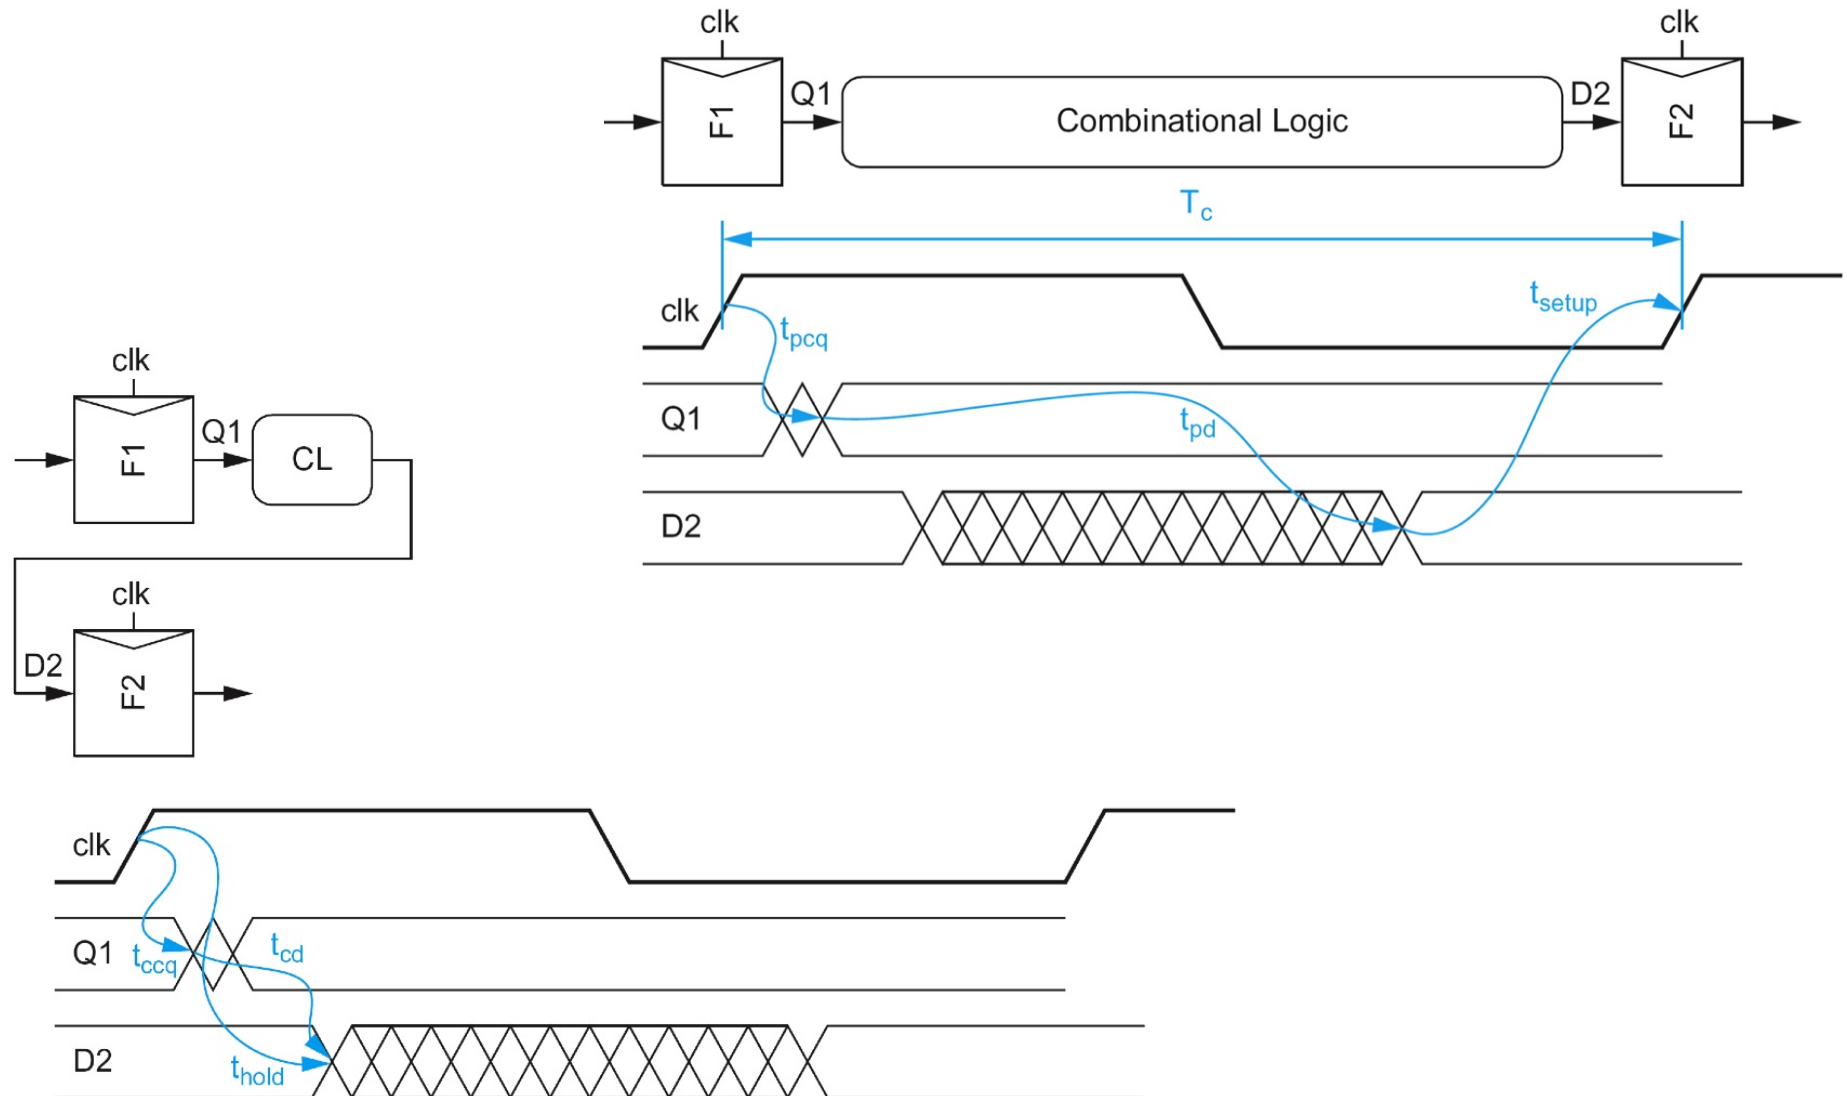 clk
clk
F1
Q1
Combinational Logic
D2
F2
Tc
clk
tpcq
tsetup
Q1
tpd
D2
clk
F1
Q1
CL
clk
D2
F2
clk
Q1
tccq
tcd
D2
thold